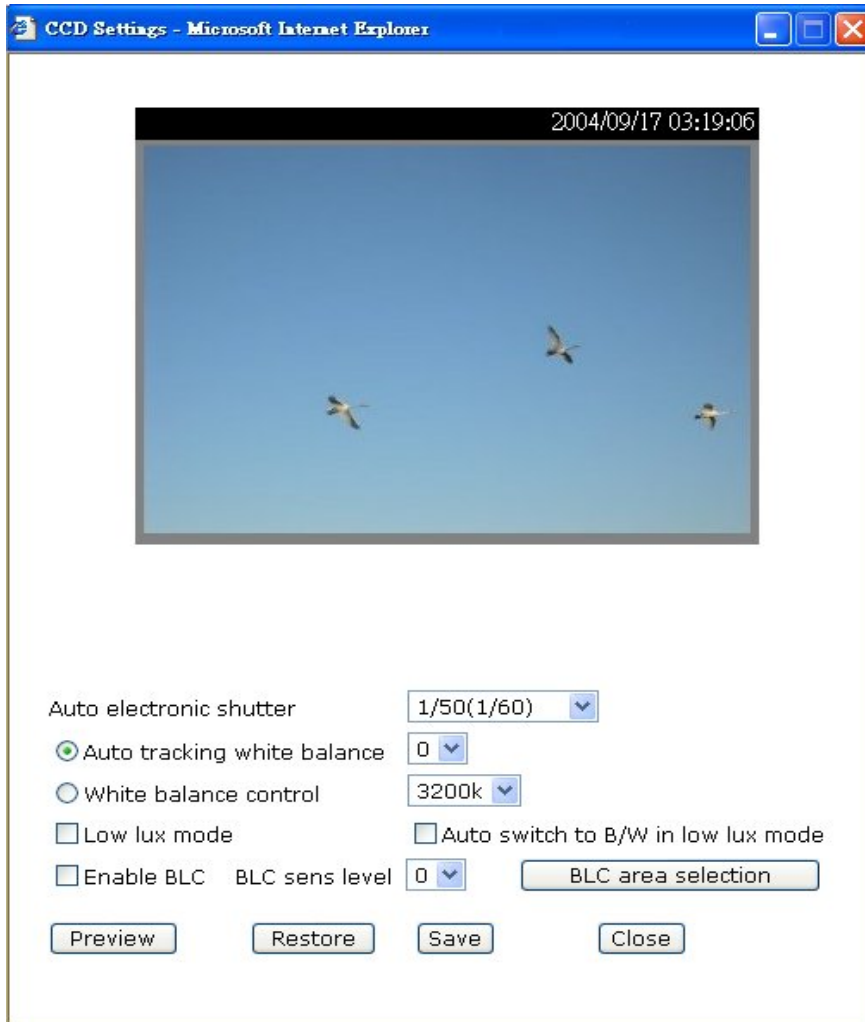 CCD Settings - Microsoft Internet Explorer
2004/09/17 03:19:06
Auto electronic shutter 1/50(1/60)
Auto tracking white balance 0
White balance control 3200k
Low lux mode Auto switch to B/W in low lux mode
Enable BLC BLC sens level 0 BLC area selection
Preview Restore Save Close